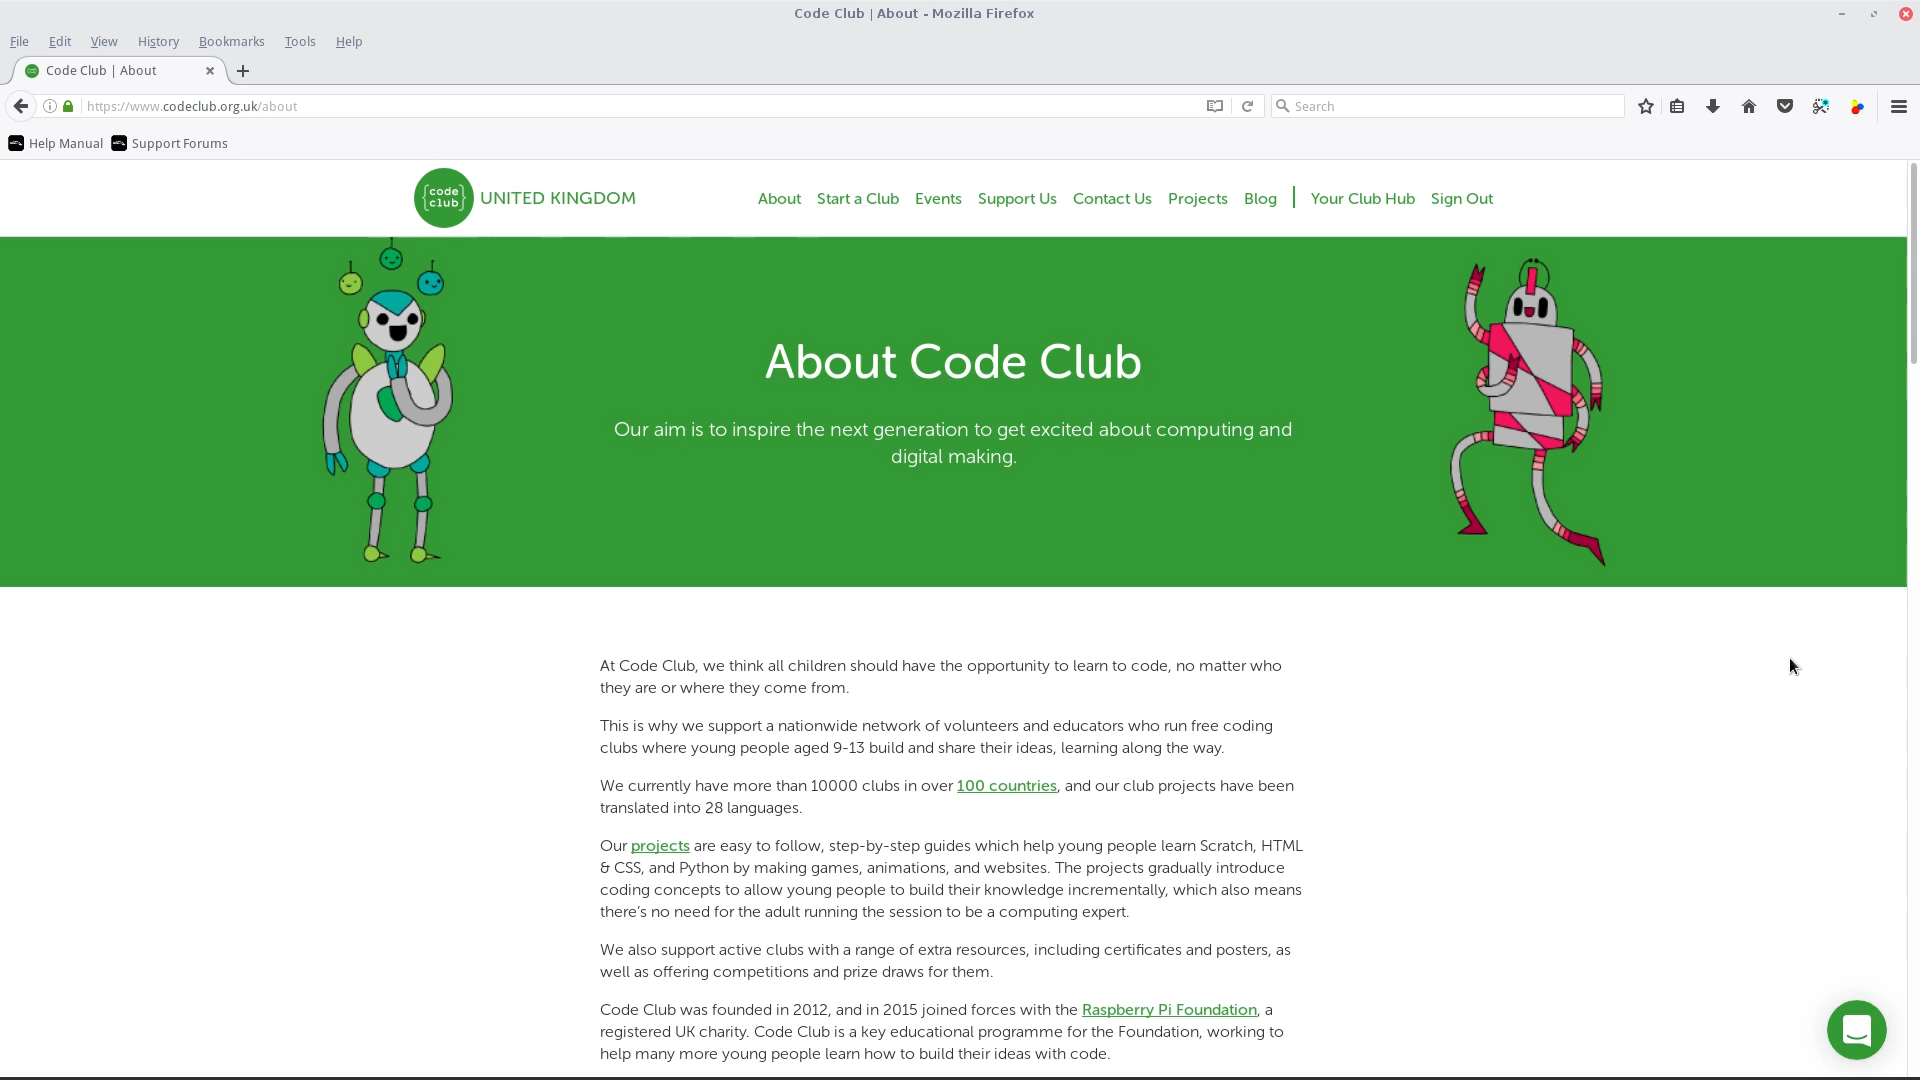 Code Club | About - Mozilla Firefox
File Edit View History Bookmarks Tools Help
Code Club | About
https://www.codeclub.org.uk/about
Search
Help Manual Support Forums
{code club} UNITED KINGDOM
About Start a Club Events Support Us Contact Us Projects Blog | Your Club Hub Sign Out
About Code Club
Our aim is to inspire the next generation to get excited about computing and
digital making.
At Code Club, we think all children should have the opportunity to learn to code, no matter who
they are or where they come from.
This is why we support a nationwide network of volunteers and educators who run free coding
clubs where young people aged 9-13 build and share their ideas, learning along the way.
We currently have more than 10000 clubs in over 100 countries, and our club projects have been
translated into 28 languages.
Our projects are easy to follow, step-by-step guides which help young people learn Scratch, HTML
& CSS, and Python by making games, animations, and websites. The projects gradually introduce
coding concepts to allow young people to build their knowledge incrementally, which also means
there’s no need for the adult running the session to be a computing expert.
We also support active clubs with a range of extra resources, including certificates and posters, as
well as offering competitions and prize draws for them.
Code Club was founded in 2012, and in 2015 joined forces with the Raspberry Pi Foundation, a
registered UK charity. Code Club is a key educational programme for the Foundation, working to
help many more young people learn how to build their ideas with code.